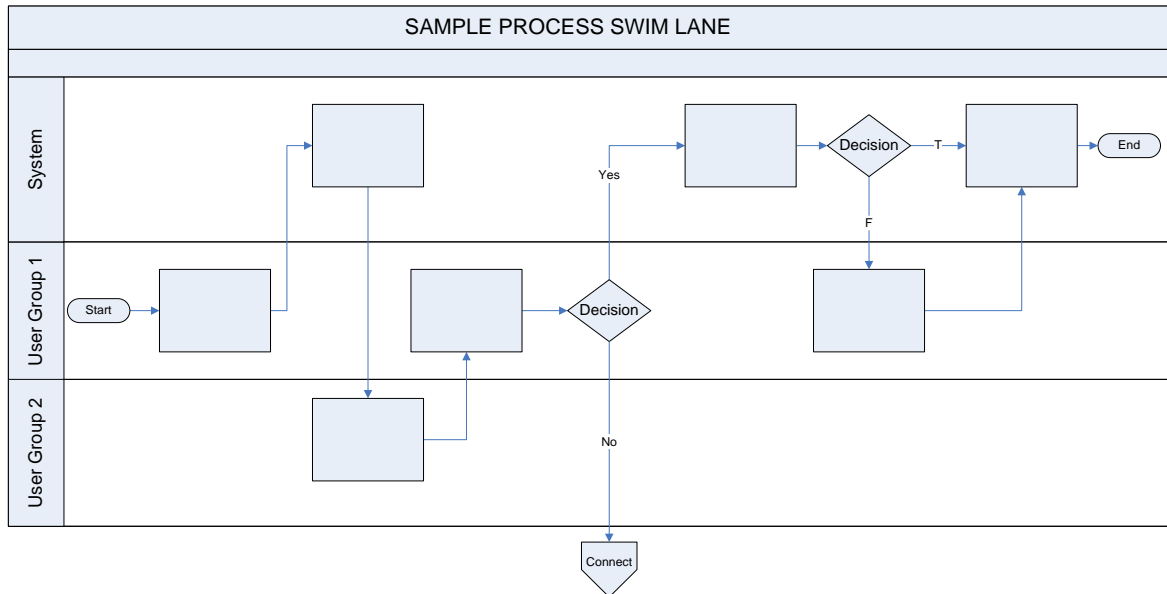 SAMPLE PROCESS SWIM LANE
System
Decision
T
End
Yes
F
User Group 1
Start
Decision
User Group 2
No
Connect